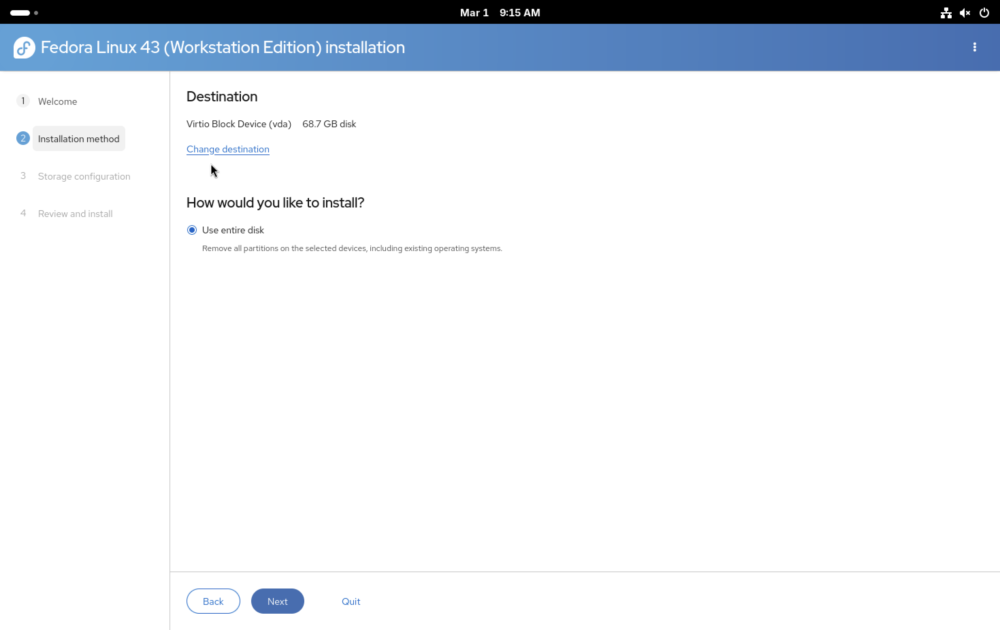 Mar 1 9:15 AM
Fedora Linux 43 (Workstation Edition) installation
1 Welcome
2 Installation method
3 Storage configuration
4 Review and install
Destination
Virtio Block Device (vda) 68.7 GB disk
Change destination
How would you like to install?
Use entire disk
Remove all partitions on the selected devices, including existing operating systems.
Back Next Quit